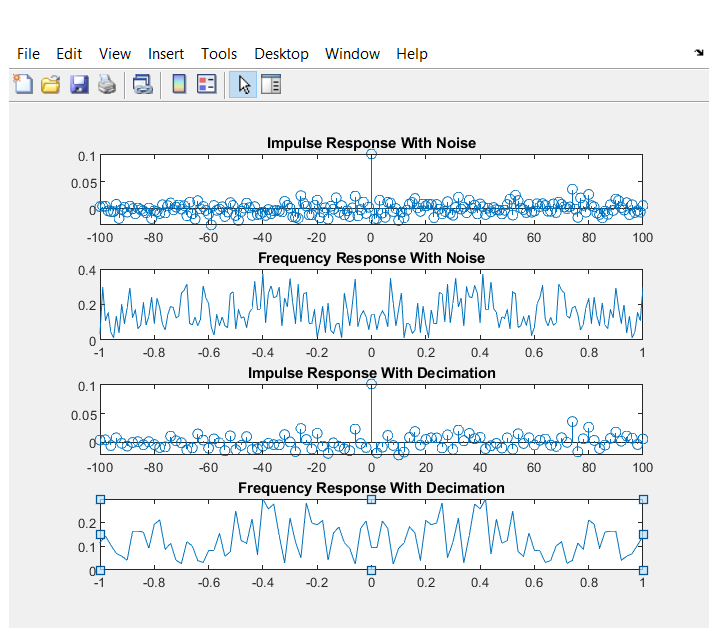 File Edit View Insert Tools Desktop Window Help
Impulse Response With Noise
0.1
0.05
0
-100 -80 -60 -40 -20 0 20 40 60 80 100
Frequency Response With Noise
0.4
0.2
0
-1 -0.8 -0.6 -0.4 -0.2 0 0.2 0.4 0.6 0.8 1
Impulse Response With Decimation
0.1
0.05
0
-100 -80 -60 -40 -20 0 20 40 60 80 100
Frequency Response With Decimation
0.2
0.1
0
-1 -0.8 -0.6 -0.4 -0.2 0 0.2 0.4 0.6 0.8 1